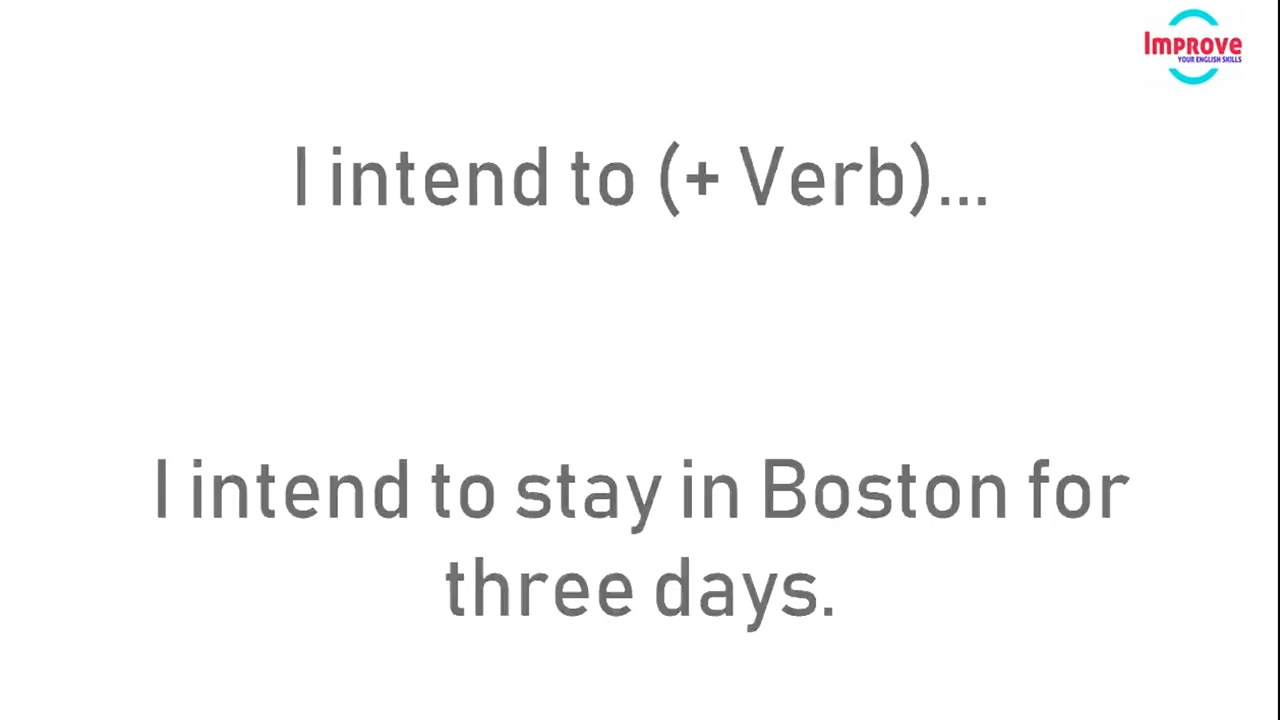 Improve
YOUR ENGLISH SKILLS
I intend to (+ Verb)...
I intend to stay in Boston for
three days.